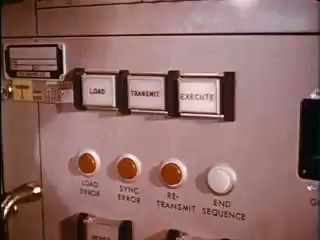 LOAD TRANSMIT EXECUTE
LOAD
ERROR
SYNC
ERROR
RE-
TRANSMIT
END
SEQUENCE